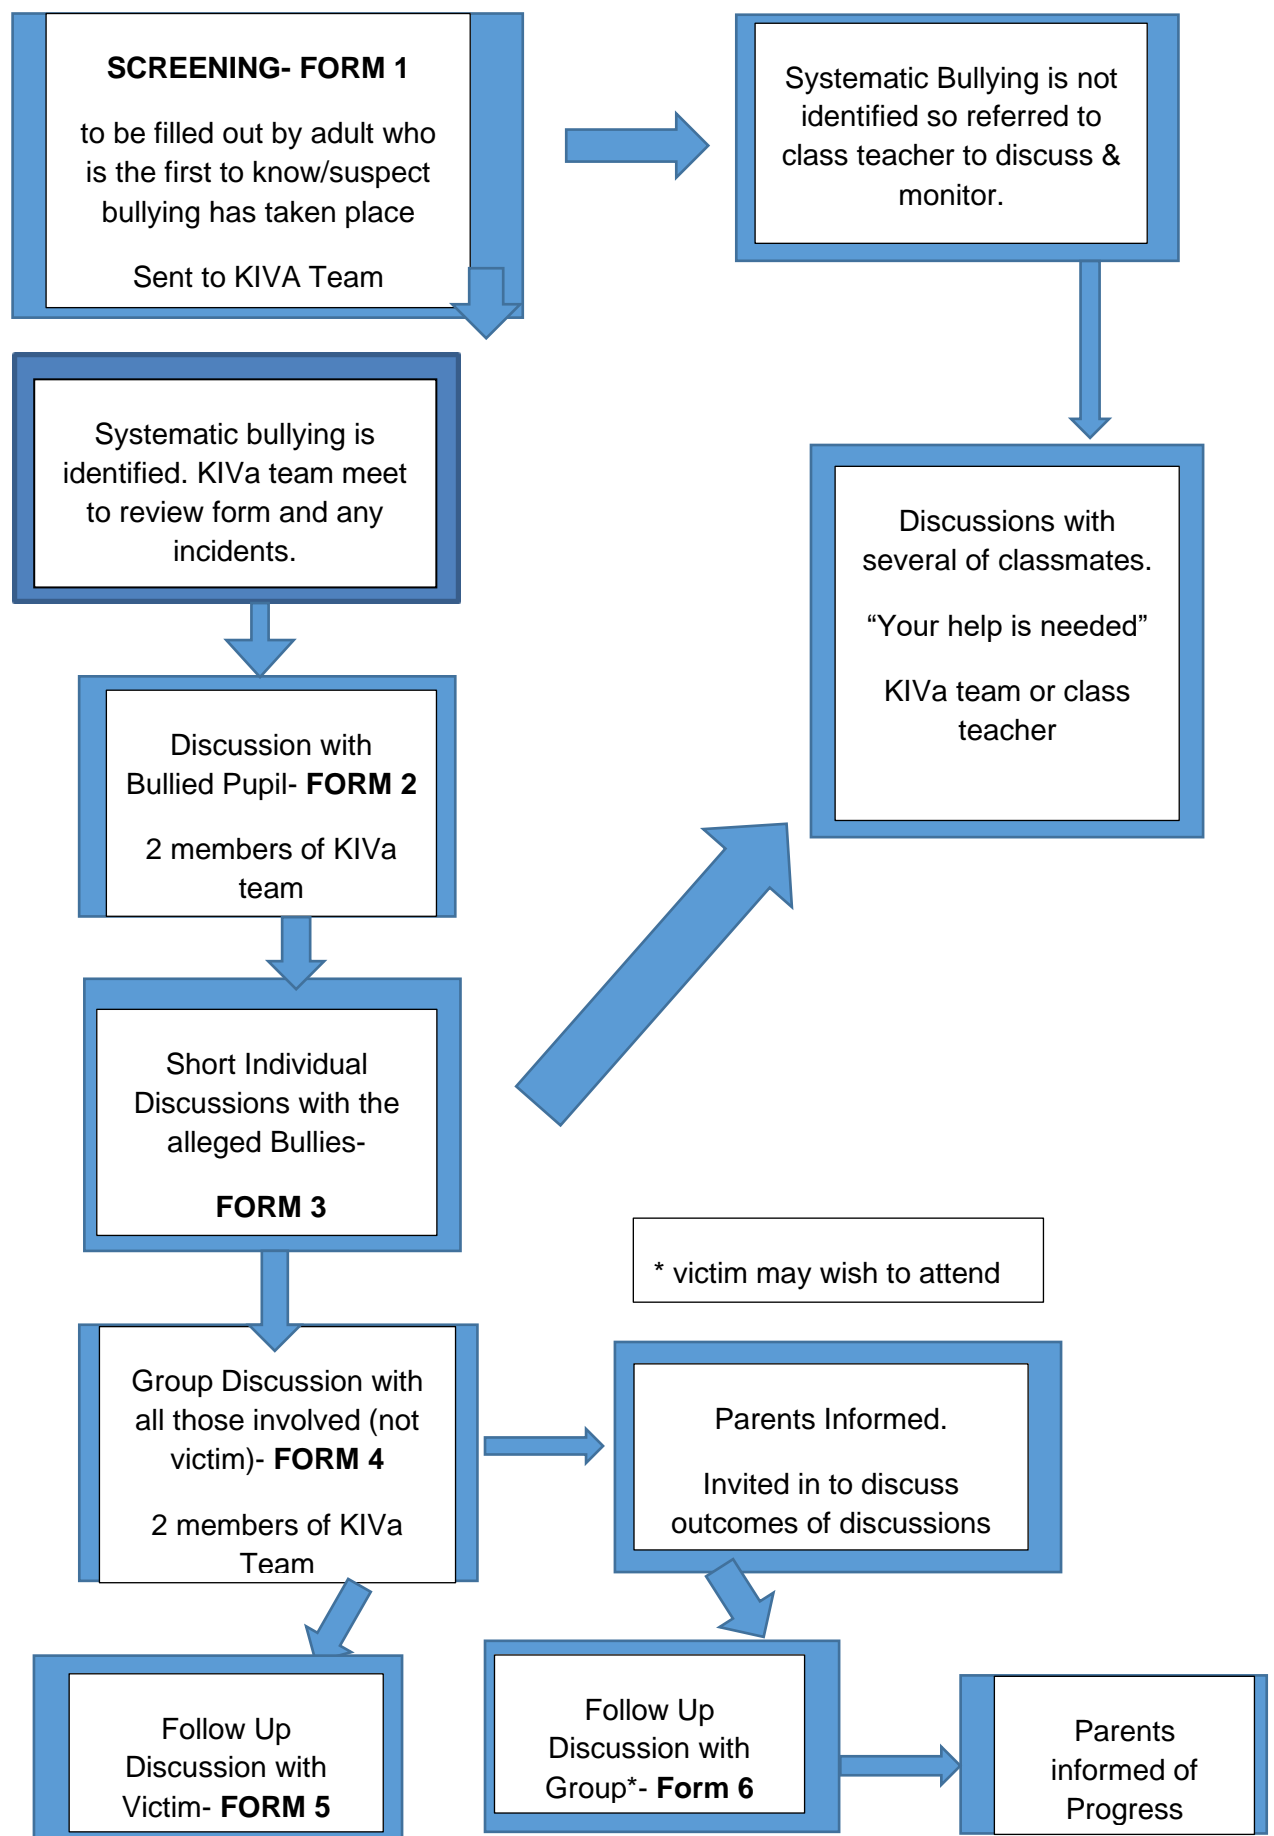 SCREENING- FORM 1
to be filled out by adult who
is the first to know/suspect
bullying has taken place
Sent to KIVA Team
Systematic Bullying is not
identified so referred to
class teacher to discuss &
monitor.
Systematic bullying is
identified. KIVa team meet
to review form and any
incidents.
Discussions with
several of classmates.
“Your help is needed”
KIVa team or class
teacher
Discussion with
Bullied Pupil- FORM 2
2 members of KIVa
team
Short Individual
Discussions with the
alleged Bullies-
FORM 3
* victim may wish to attend
Group Discussion with
all those involved (not
victim)- FORM 4
2 members of KIVa
Team
Parents Informed.
Invited in to discuss
outcomes of discussions
Follow Up
Discussion with
Victim- FORM 5
Follow Up
Discussion with
Group*- Form 6
Parents
informed of
Progress